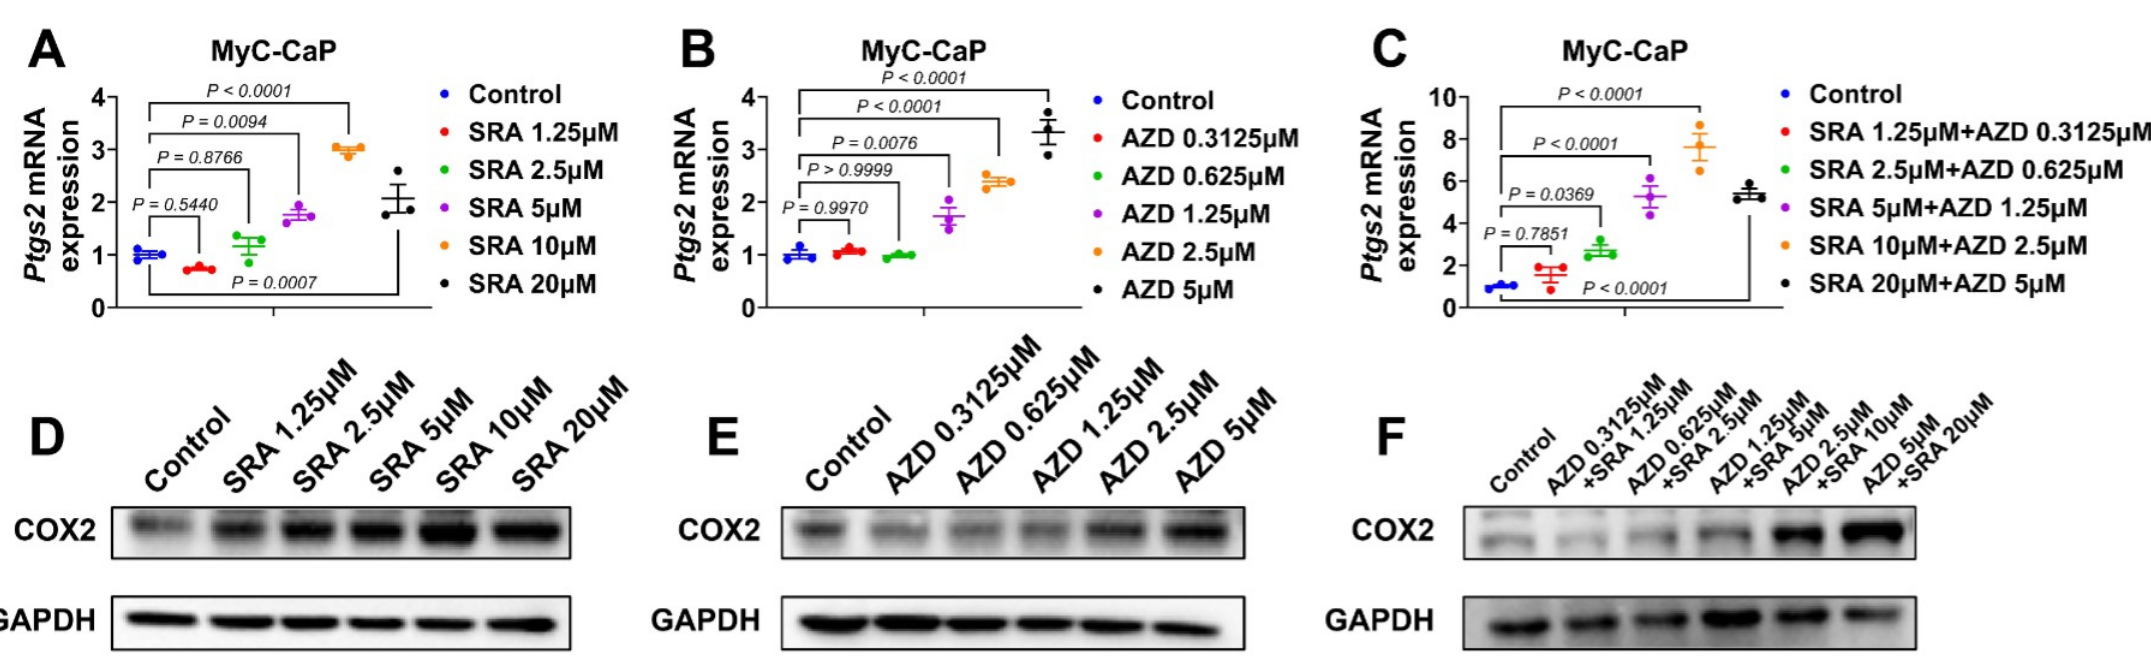 A
MyC-CaP
Ptgs2 mRNA
expression
4
3
2
1
0
P < 0.0001
P = 0.0094
P = 0.8766
P = 0.5440
P = 0.0007
Control
SRA 1.25µM
SRA 2.5µM
SRA 5µM
SRA 10µM
SRA 20µM
B
MyC-CaP
Ptgs2 mRNA
expression
4
3
2
1
0
P < 0.0001
P < 0.0001
P = 0.0076
P > 0.9999
P = 0.9970
Control
AZD 0.3125µM
AZD 0.625µM
AZD 1.25µM
AZD 2.5µM
AZD 5µM
C
MyC-CaP
Ptgs2 mRNA
expression
10
8
6
4
2
0
P < 0.0001
P < 0.0001
P = 0.0369
P = 0.7851
P < 0.0001
Control
SRA 1.25µM+AZD 0.3125µM
SRA 2.5µM+AZD 0.625µM
SRA 5µM+AZD 1.25µM
SRA 10µM+AZD 2.5µM
SRA 20µM+AZD 5µM
D
Control
SRA 1.25µM
SRA 2.5µM
SRA 5µM
SRA 10µM
SRA 20µM
COX2
GAPDH
E
Control
AZD 0.3125µM
AZD 0.625µM
AZD 1.25µM
AZD 2.5µM
AZD 5µM
COX2
GAPDH
F
Control
AZD 0.3125µM
+SRA 1.25µM
AZD 0.625µM
+SRA 2.5µM
AZD 1.25µM
+SRA 5µM
AZD 2.5µM
+SRA 10µM
AZD 5µM
+SRA 20µM
COX2
GAPDH